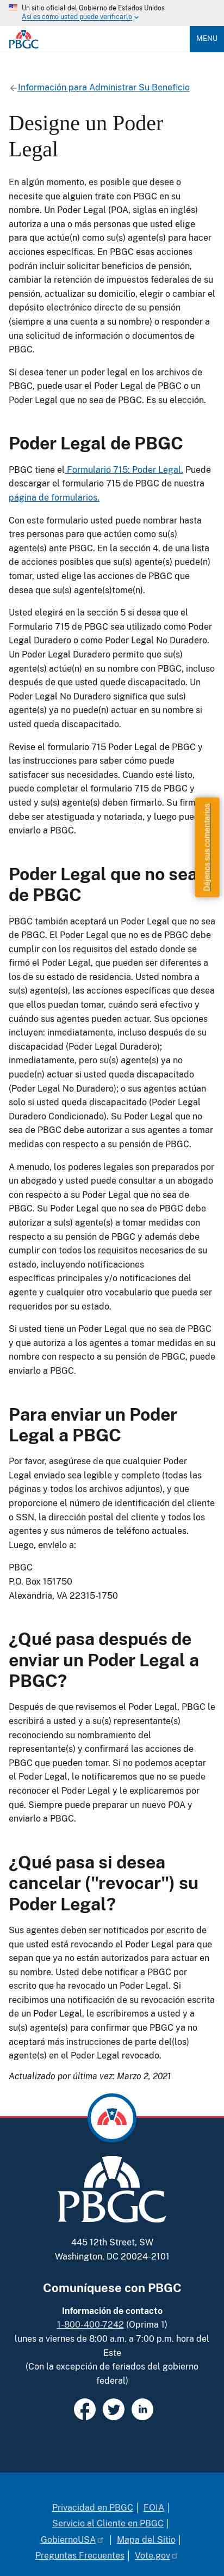 Un sitio oficial del Gobierno de Estados Unidos
Así es como usted puede verificarlo
PBGC
MENU
Información para Administrar Su Beneficio
Designe un Poder
Legal
En algún momento, es posible que desee o
necesite que alguien trate con PBGC en su
nombre. Un Poder Legal (POA, siglas en inglés)
autoriza a una o más personas que usted elige
para que actúe(n) como su(s) agente(s) para hacer
acciones específicas. En PBGC esas acciones
podrán incluir solicitar beneficios de pensión,
cambiar la retención de impuestos federales de su
pensión, actualizar su domicilio, elegir o cambiar el
depósito electrónico directo de su pensión
(siempre a una cuenta a su nombre) o responder a
una solicitud de información o documentos de
PBGC.
Si desea tener un poder legal en los archivos de
PBGC, puede usar el Poder Legal de PBGC o un
Poder Legal que no sea de PBGC. Es su elección.
Poder Legal de PBGC
PBGC tiene el Formulario 715: Poder Legal. Puede
descargar el formulario 715 de PBGC de nuestra
página de formularios.
Con este formulario usted puede nombrar hasta
tres personas para que actúen como su(s)
agente(s) ante PBGC. En la sección 4, da una lista
de acciones posibles que su(s) agente(s) puede(n)
tomar, usted elige las acciones de PBGC que
desea que su(s) agente(s)tome(n).
Usted elegirá en la sección 5 si desea que el
Formulario 715 de PBGC sea utilizado como Poder
Legal Duradero o como Poder Legal No Duradero.
Un Poder Legal Duradero permite que su(s)
agente(s) actúe(n) en su nombre con PBGC, incluso
después de que usted quede discapacitado. Un
Poder Legal No Duradero significa que su(s)
agente(s) ya no puede(n) actuar en su nombre si
usted queda discapacitado.
Revise el formulario 715 Poder Legal de PBGC y
las instrucciones para saber cómo puede
satisfacer sus necesidades. Cuando esté listo,
puede completar el formulario 715 de PBGC y
usted y su(s) agente(s) deben firmarlo. Su firm
debe ser atestiguada y notariada, y luego pue
enviarlo a PBGC.
Déjenos sus comentarios
Poder Legal que no sea
de PBGC
PBGC también aceptará un Poder Legal que no sea
de PBGC. El Poder Legal que no es de PBGC debe
cumplir con los requisitos del estado donde se
firmó el Poder Legal, que pueden ser diferentes a
los de su estado de residencia. Usted nombra a
su(s) agente(s), las acciones específicas que desea
que ellos puedan hacer cuando sea efectivo, y por
cuánto tiempo pueden actuar. Sus opciones
incluyen: inmediatamente, incluso después de su
discapacidad (Poder Legal Duradero);
inmediatamente, pero su(s) agente(s) ya no
puede(n) actuar si usted queda discapacitado
(Poder Legal No Duradero); o sus agentes actúan
solo si usted queda discapacitado (Poder Legal
Duradero Condicionado). Su Poder Legal que no
sea de PBGC debe autorizar a sus agentes a tomar
medidas con respecto a su pensión de PBGC.
A menudo, los poderes legales son preparados por
un abogado y usted puede consultar a un abogado
con respecto a su Poder Legal que no sea de
PBGC. Su Poder Legal que no sea de PBGC debe
autorizar a su(s) agente(s) a tomar medidas con
respecto a su pensión de PBGC y además debe
cumplir con todos los requisitos necesarios de su
estado, incluyendo notificaciones
específicas principales y/o notificaciones del
agente y cualquier otro vocabulario que pueda ser
requeridos por su estado.
Si usted tiene un Poder Legal que no sea de PBGC
y que autoriza a los agentes a tomar medidas en su
nombre con respecto a su pensión de PBGC, puede
enviarlo a PBGC.
Para enviar un Poder
Legal a PBGC
Por favor, asegúrese de que cualquier Poder
Legal enviado sea legible y completo (todas las
páginas y todos los archivos adjuntos), y que
proporcione el número de identificación del cliente
o SSN, la dirección postal del cliente y todos sus
agentes y sus números de teléfono actuales.
Luego, envíelo a:
PBGC
P.O. Box 151750
Alexandria, VA 22315-1750
¿Qué pasa después de
enviar un Poder Legal a
PBGC?
Después de que revisemos el Poder Legal, PBGC le
escribirá a usted y a su(s) representante(s)
reconociendo su nombramiento del
representante(s) y confirmará las acciones de
PBGC que pueden tomar. Si no podemos aceptar
el Poder Legal, le notificaremos que no se puede
reconocer el Poder Legal y le explicaremos por
qué. Siempre puede preparar un nuevo POA y
enviarlo a PBGC.
¿Qué pasa si desea
cancelar ("revocar") su
Poder Legal?
Sus agentes deben ser notificados por escrito de
que usted está revocando el Poder Legal para que
sepan que ya no están autorizados para actuar en
su nombre. Usted debe notificar a PBGC por
escrito que ha revocado un Poder Legal. Si
recibimos una notificación de su revocación escrita
de un Poder Legal, le escribiremos a usted y a
su(s) agente(s) para confirmar que PBGC ya no
aceptará más instrucciones de parte del(los)
agente(s) en el Poder Legal revocado.
Actualizado por última vez: Marzo 2, 2021
PBGC
445 12th Street, SW
Washington, DC 20024-2101
Comuníquese con PBGC
Información de contacto
1-800-400-7242 (Oprima 1)
lunes a viernes de 8:00 a.m. a 7:00 p.m. hora del
Este
(Con la excepción de feriados del gobierno
federal)
Privacidad en PBGC | FOIA |
Servicio al Cliente en PBGC |
GobiernoUSA | Mapa del Sitio |
Preguntas Frecuentes | Vote.gov